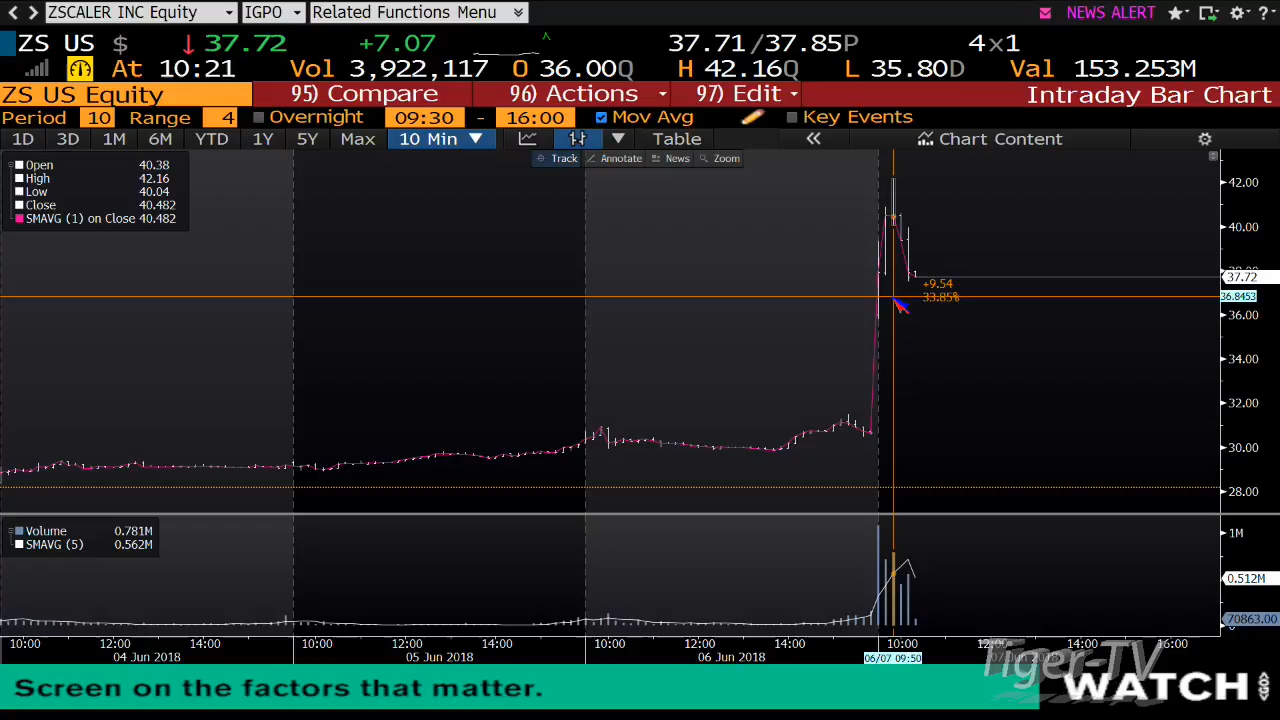 ZSCALER INC Equity IGPO Related Functions Menu NEWS ALERT ?
ZS US $ ↓ 37.72 +7.07 37.71/37.85P 4×1
At 10:21 Vol 3,922,117 O 36.00Q H 42.16Q L 35.80D Val 153.253M
ZS US Equity 95) Compare 96) Actions 97) Edit Intraday Bar Chart
Period 10 Range 4 Overnight 09:30 - 16:00 Mov Avg Key Events
1D 3D 1M 6M YTD 1Y 5Y Max 10 Min ▼ Table « Chart Content
Track Annotate News Zoom
Open 40.38
High 42.16
Low 40.04
Close 40.482
SMAVG (1) on Close 40.482
42.00
40.00
37.72
+9.54
33.85%
36.8453
36.00
34.00
32.00
30.00
28.00
Volume 0.781M
SMAVG (5) 0.562M
1M
0.512M
70863.00
0
10:00 12:00 14:00 10:00 12:00 14:00 10:00 12:00 14:00 10:00 12:00 14:00 16:00
04 Jun 2018 05 Jun 2018 06 Jun 2018 06/07 09:50 07 Jun 2018
Tiger-TV
Screen on the factors that matter.
WATCH